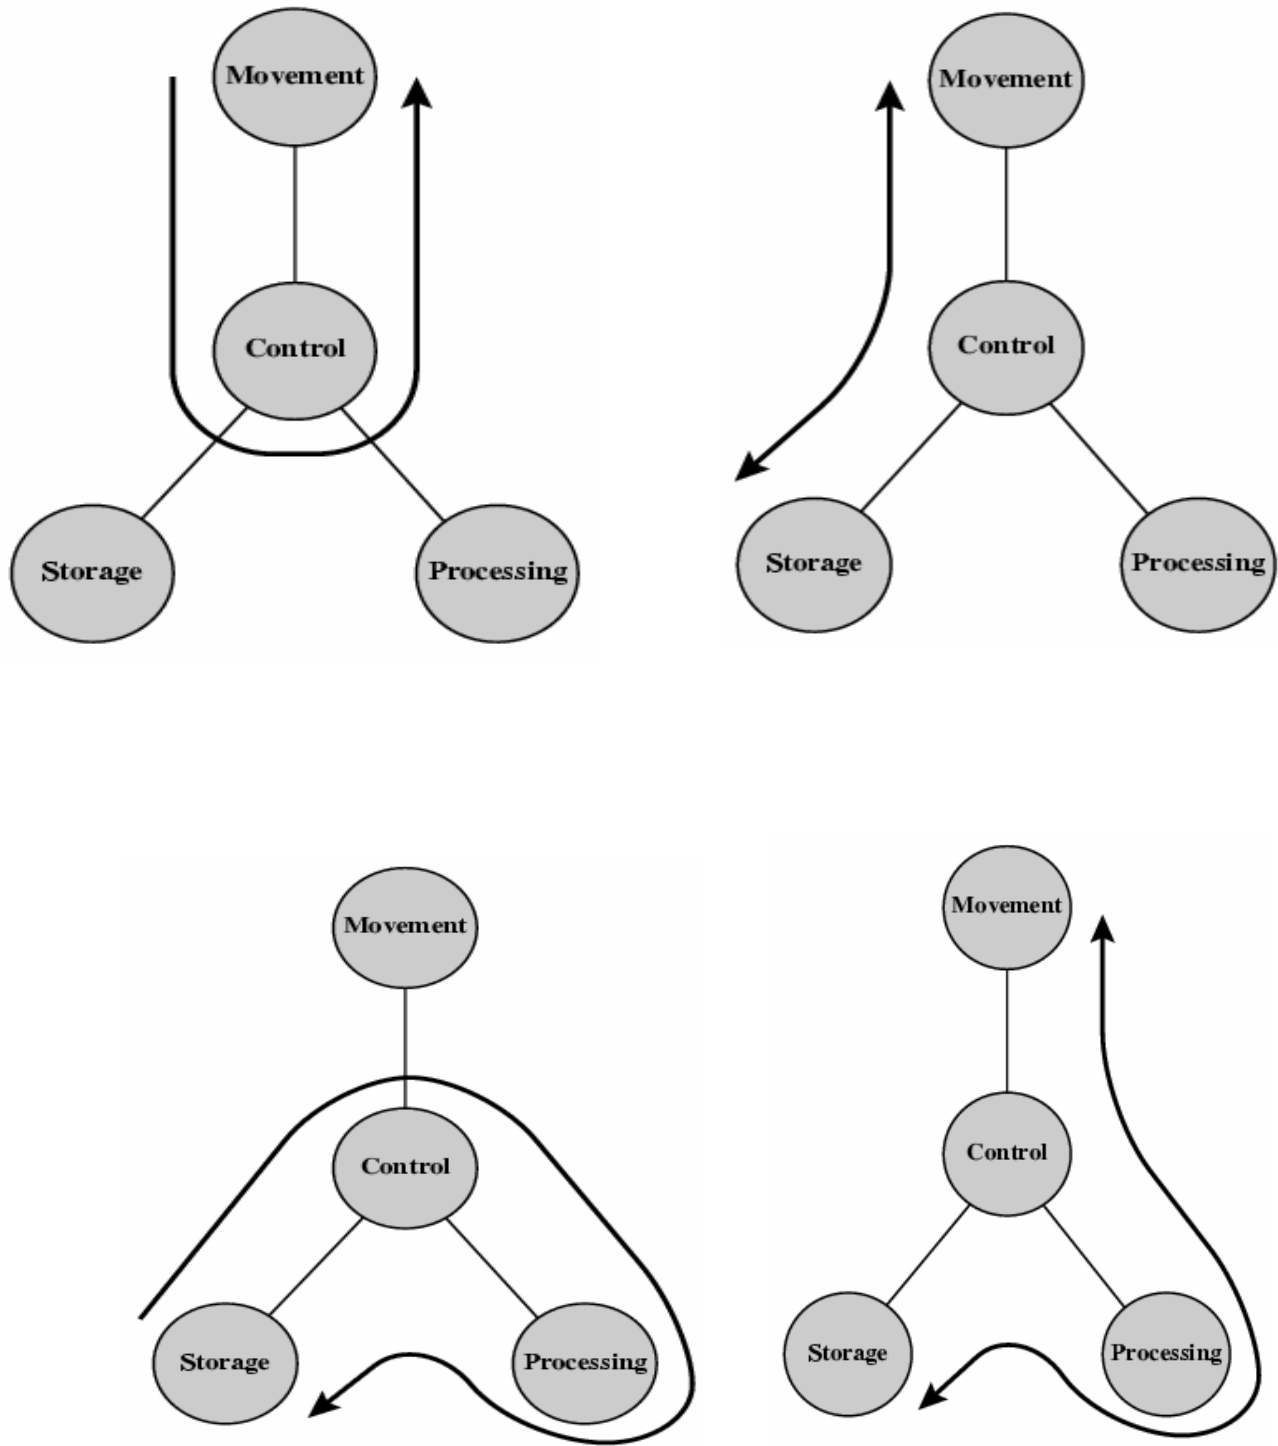 Movement
Control
Storage
Processing
Movement
Control
Storage
Processing
Movement
Control
Storage
Processing
Movement
Control
Storage
Processing